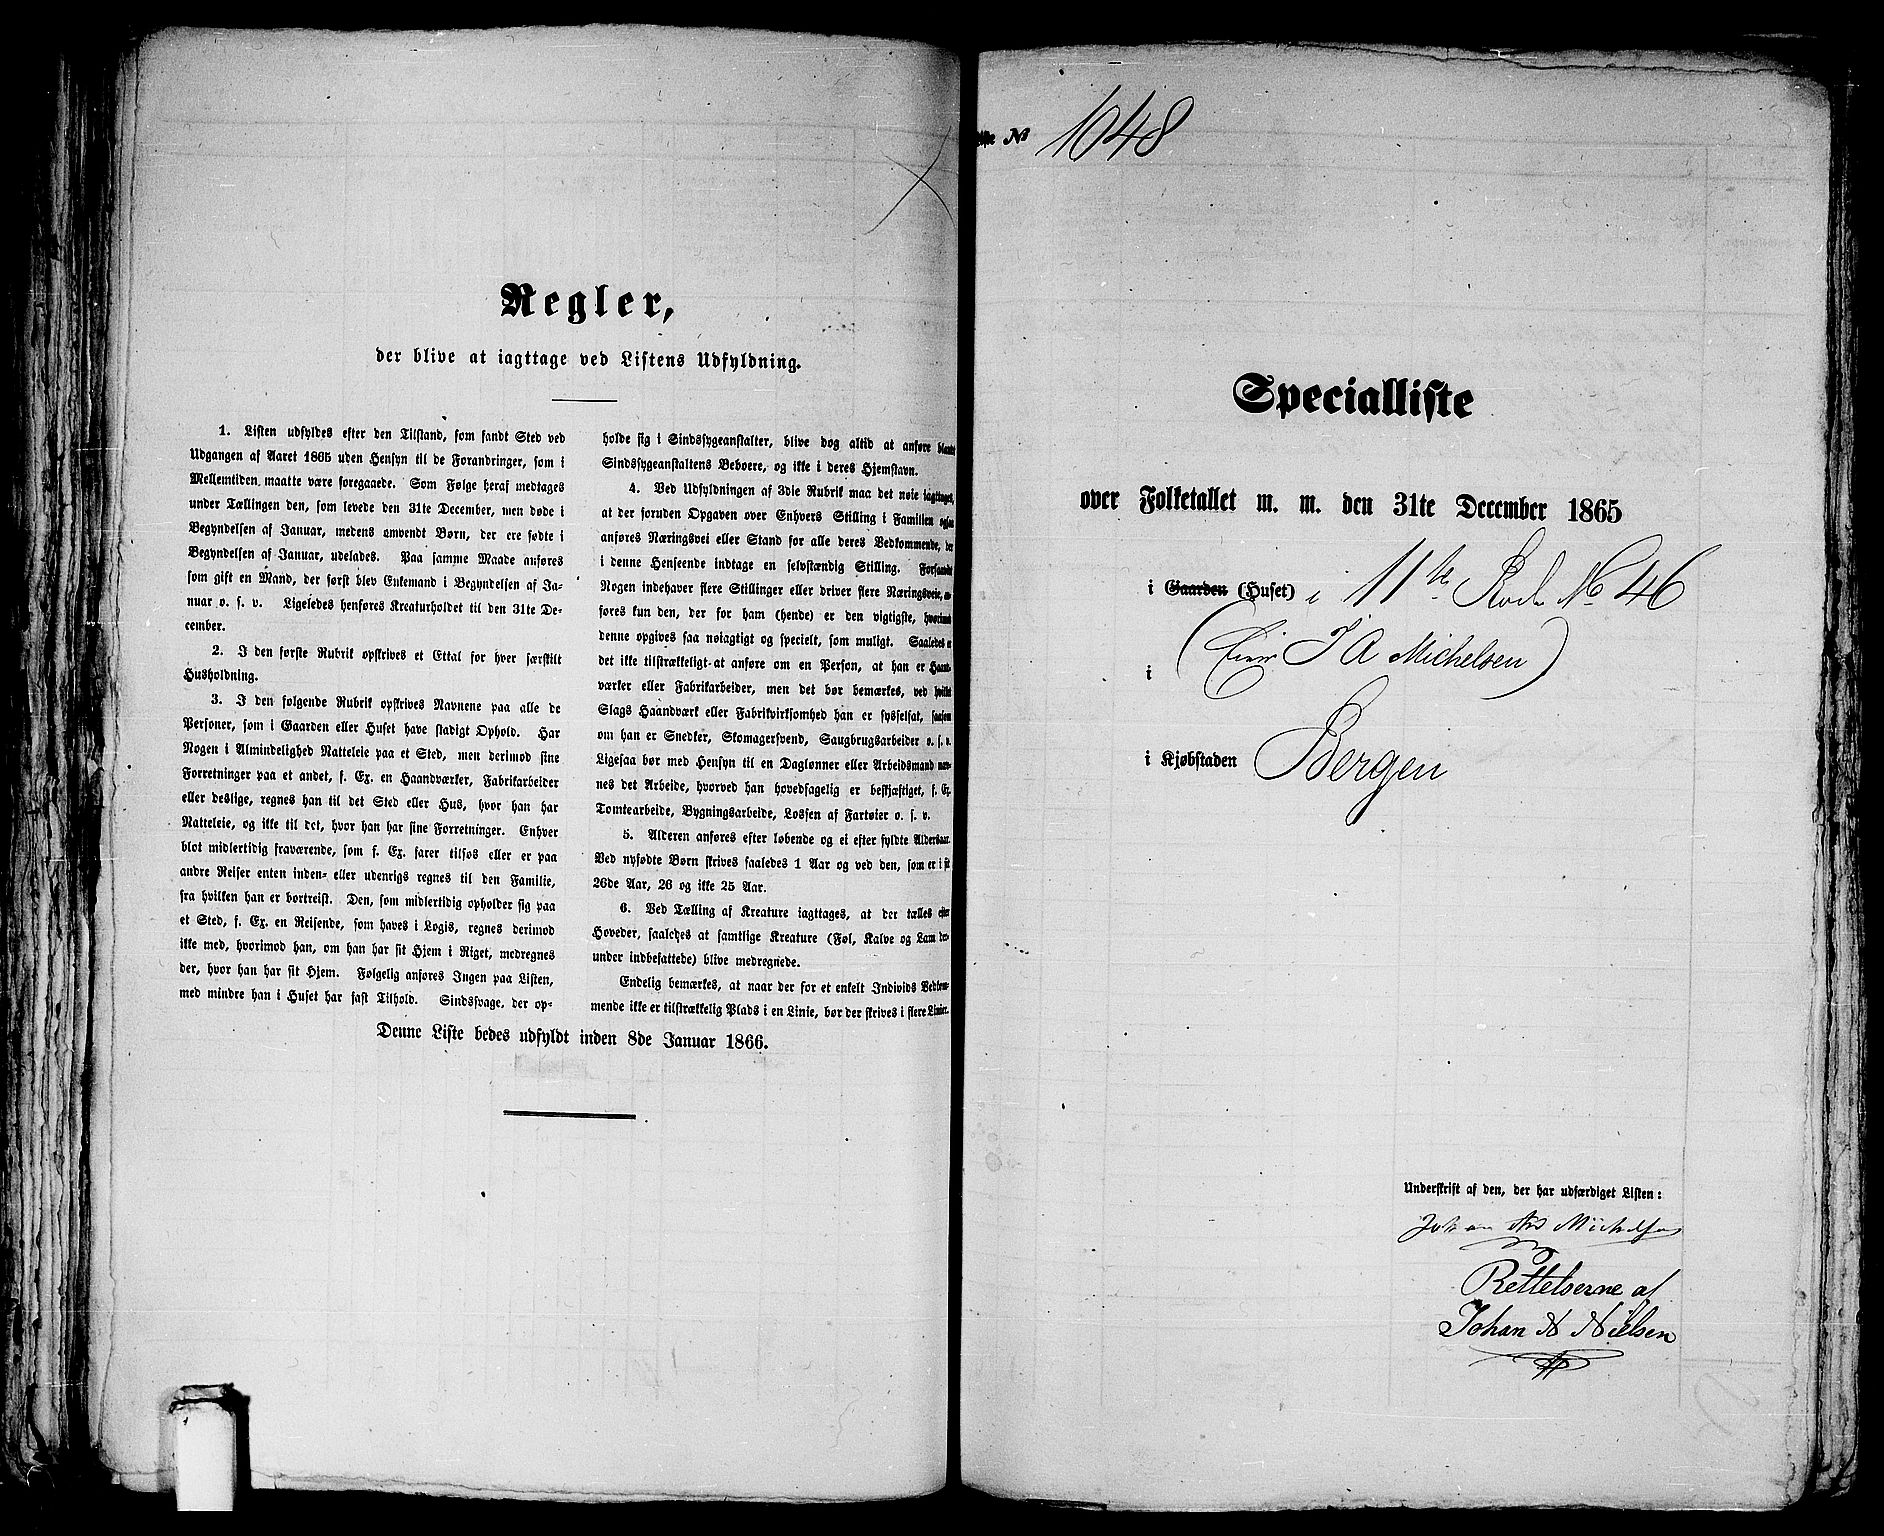 Regler,
der blive at iagttage ved Listens Udfyldning.
1. Listen udfyldes efter den Tilstand, som fandt Sted ved
Udgangen af Aaret 1865 uden Hensyn til de Forandringer, som i
Mellemtiden maatte være foregaaede. Som Følge heraf medtages
under Tællingen den, som levede den 31te December, men døde i
Begyndelsen af Januar, medens omvendt Børn, der ere fødte i
Begyndelsen af Januar, udelades. Paa samme Maade anføres
som gift en Mand, der først blev Enkemand i Begyndelsen af Ja-
nuar o. s. v. Ligeledes henføres Kreaturholdet til den 31te De-
cember.
2. I den første Rubrik opskrives et Ettal for hver særskilt
Husholdning.
3. I den følgende Rubrik opskrives Navnene paa alle de
Personer, som i Gaarden eller Huset have stadigt Ophold. Har
Nogen i Almindelighed Natteleie paa et Sted, men derimod sine
Forretninger paa et andet, f. Ex. en Haandværker, Fabrikarbeider
eller deslige, regnes han til det Sted eller Hus, hvor han har
Natteleie, og ikke til det, hvor han har sine Forretninger. Enhver
blot midlertidig fraværende, som f. Ex. farer tilsøs eller er paa
andre Reiser enten inden- eller udenrigs regnes til den Familie,
fra hvilken han er bortreist. Den, som midlertidig opholder sig paa
et Sted, f. Ex. en Reisende, som haves i Logis, regnes derimod
ikke med, hvorimod han, om han har sit Hjem i Riget, medregnes
der, hvor han har sit Hjem. Følgelig anføres Ingen paa Listen,
med mindre han i Huset har fast Tilhold. Sindssvage, der op-
holde sig i Sindssygeanstalter, blive dog altid at anføre blandt
Sindssygeanstaltens Beboere, og ikke i deres Hjemstavn.
4. Ved Udfyldningen af 3die Rubrik maa det nøie iagttages,
at der foruden Opgaven over Enhvers Stilling i Familien ogsaa
anføres Næringsvei eller Stand for alle deres Vedkommende, der
i denne Henseende indtage en selvstændig Stilling. Forsaavidt
Nogen indehaver flere Stillinger eller driver flere Næringsveie, an-
føres kun den, der for ham (hende) er den vigtigste, hvorimod
denne opgives saa nøiagtigt og specielt, som muligt. Saaledes er
det ikke tilstrækkeligt at anføre om en Person, at han er Haand-
værker eller Fabrikarbeider, men det bør bemærkes, ved hvilket
Slags Haandværk eller Fabrikvirksomhed han er sysselsat, saasom
om han er Snedker, Skomagersvend, Saugbrugsarbeider o. s. v.
Ligesaa bør med Hensyn til en Daglønner eller Arbeidsmand næv-
nes det Arbeide, hvorved han hovedsagelig er beskjæftiget, f. Ex.
Tomtearbeide, Bygningsarbeide, Lossen af Fartøier o. s. v.
5. Alderen anføres efter løbende og ei efter fyldte Aldersaar.
Ved nyfødte Børn skrives saaledes 1 Aar og ved den, som er i sit
26de Aar, 26 og ikke 25 Aar.
6. Ved Tælling af Kreature iagttages, at der tælles efter
Hoveder, saaledes at samtlige Kreature (Føl, Kalve og Lam der-
under indbefattede) blive medregnede.
Endelig bemærkes, at naar der for et enkelt Individs Vedkom-
mende ikke er tilstrækkelig Plads i en Linie, bør der skrives i flere Linier.
Denne Liste bedes udfyldt inden 8de Januar 1866.
iste № 1048
Specialliste
over Folketallet m. m. den 31te December 1865
i Gaarden (Huset) i 11te Rode No 46
i (Eier J A Michelsen)
i Kjøbstaden Bergen
Underskrift af den, der har udfærdiget Listen:
Johan Michelsen
Rettelserne af
Johan N Nielsen